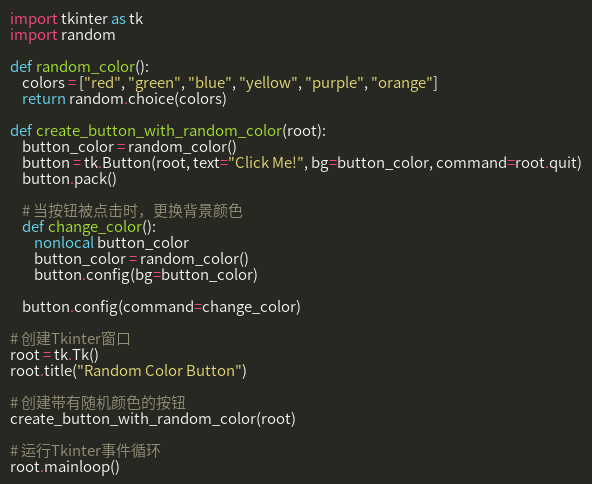 import tkinter as tk
import random

def random_color():
    colors = ["red", "green", "blue", "yellow", "purple", "orange"]
    return random.choice(colors)

def create_button_with_random_color(root):
    button_color = random_color()
    button = tk.Button(root, text="Click Me!", bg=button_color, command=root.quit)
    button.pack()

    # 当按钮被点击时，更换背景颜色
    def change_color():
        nonlocal button_color
        button_color = random_color()
        button.config(bg=button_color)

    button.config(command=change_color)

# 创建Tkinter窗口
root = tk.Tk()
root.title("Random Color Button")

# 创建带有随机颜色的按钮
create_button_with_random_color(root)

# 运行Tkinter事件循环
root.mainloop()